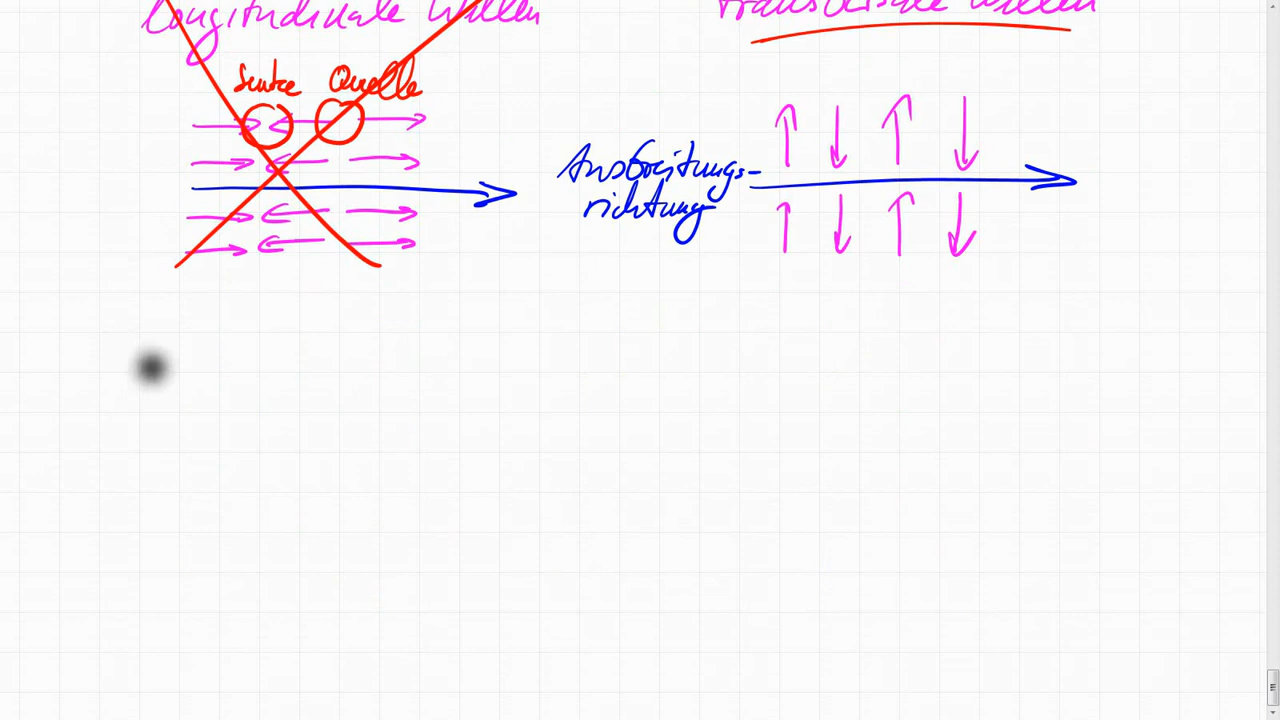 Longitudinale Wellen
Transversale Wellen
Senke Quelle
Ausbreitungs-
richtung